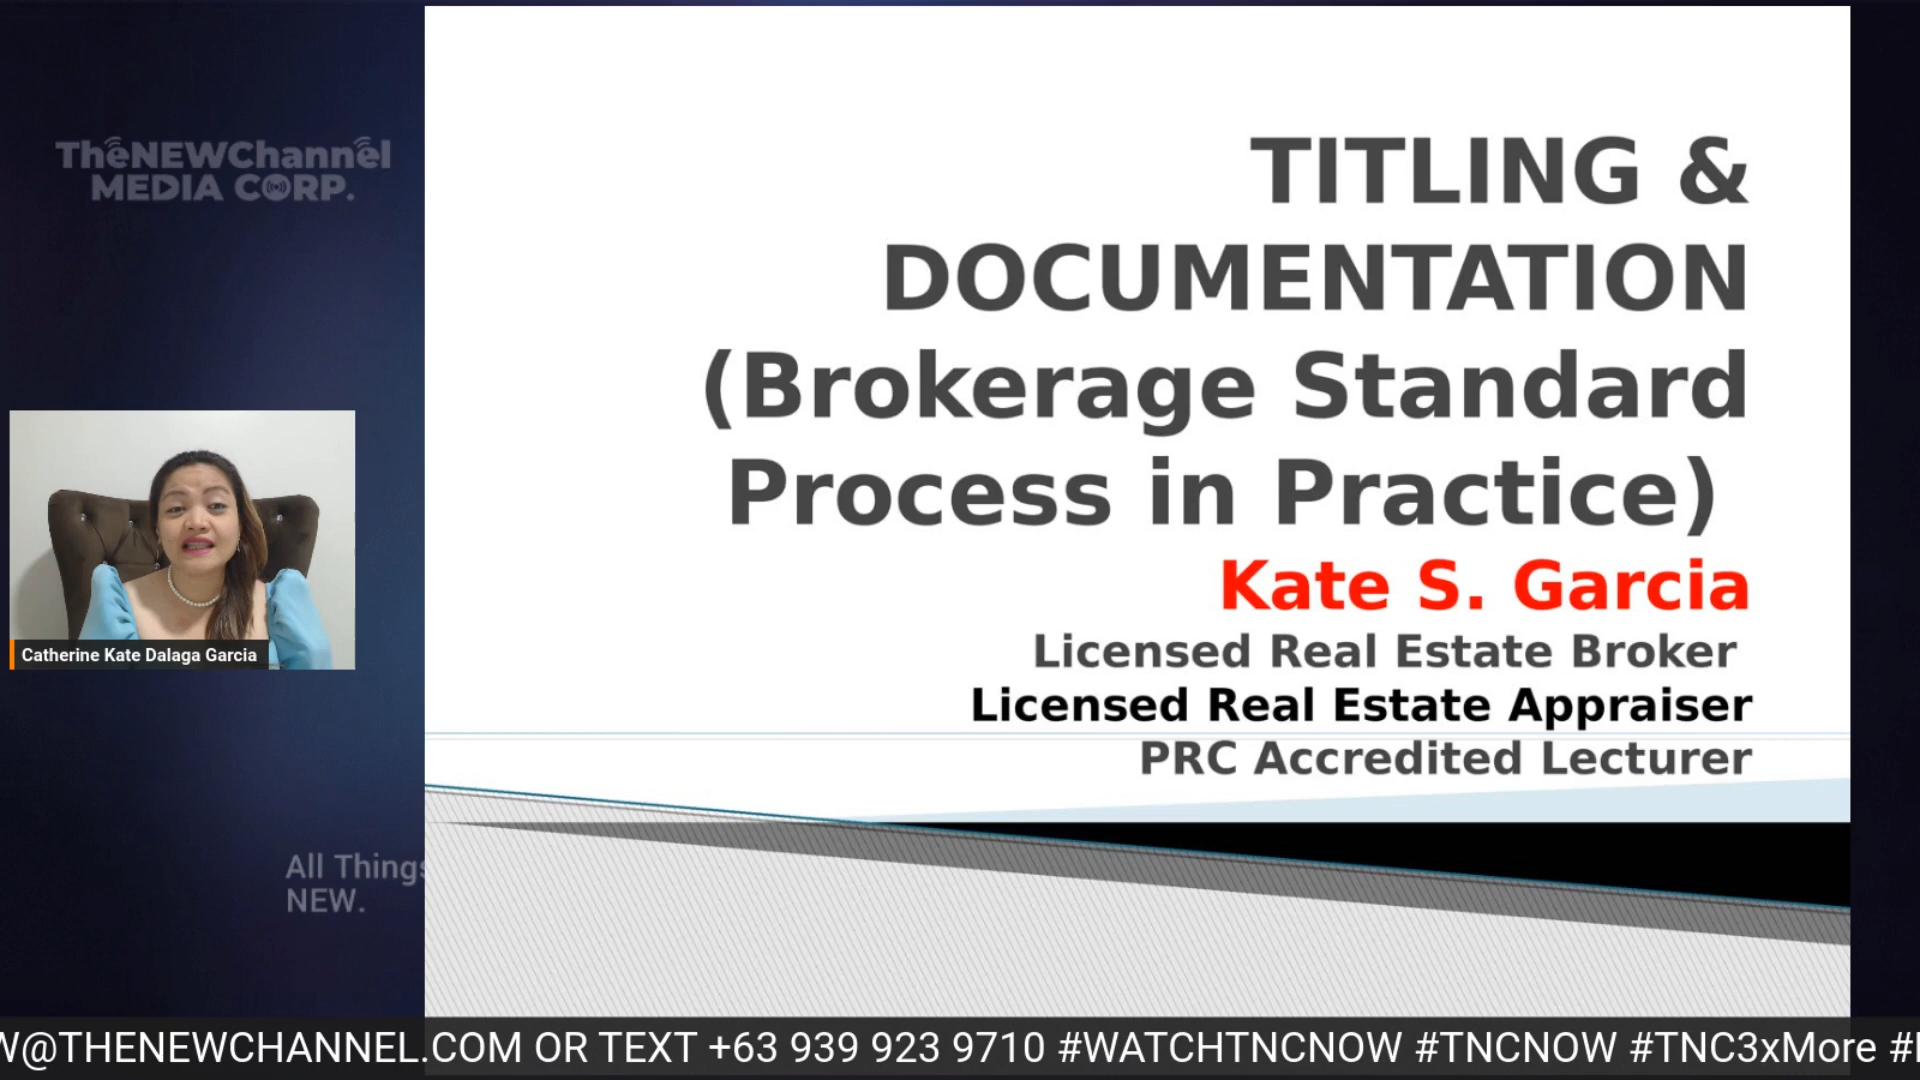 TheNEWChannel
MEDIA CORP.
TITLING &
DOCUMENTATION
(Brokerage Standard
Process in Practice)
Kate S. Garcia
Licensed Real Estate Broker
Licensed Real Estate Appraiser
PRC Accredited Lecturer
Catherine Kate Dalaga Garcia
All Things
NEW.
W@THENEWCHANNEL.COM OR TEXT +63 939 923 9710 #WATCHTNCNOW #TNCNOW #TNC3xMore #